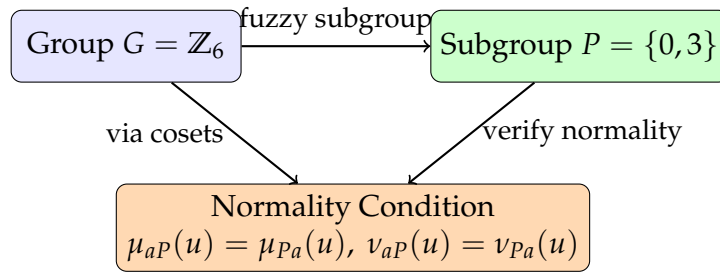 fuzzy subgroup
Group G = ℤ₆
Subgroup P = {0, 3}
via cosets
verify normality
Normality Condition
μ_{aP}(u) = μ_{Pa}(u), ν_{aP}(u) = ν_{Pa}(u)